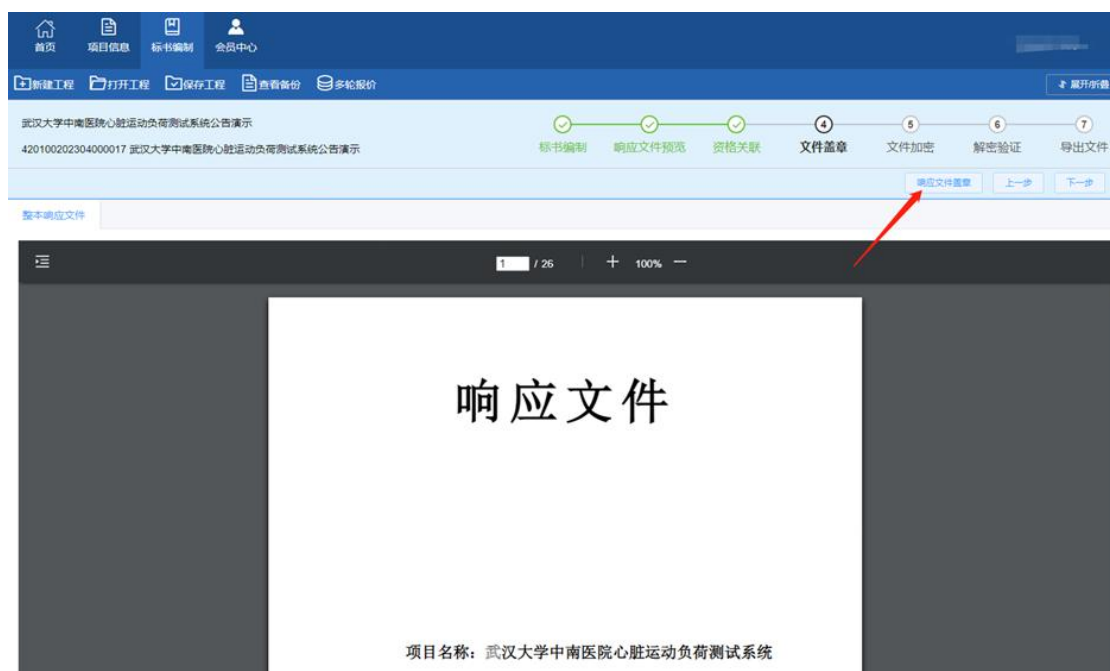 首页 项目信息 标书编制 会员中心
新建工程 打开工程 保存工程 查看备份 多轮报价 展开/折叠
武汉大学中南医院心脏运动负荷测试系统公告演示
420100202304000017 武汉大学中南医院心脏运动负荷测试系统公告演示
4 5 6 7
标书编制 响应文件预览 资格关联 文件盖章 文件加密 解密验证 导出文件
响应文件盖章 上一步 下一步
整本响应文件
1 / 26 100%
响应文件
项目名称：武汉大学中南医院心脏运动负荷测试系统